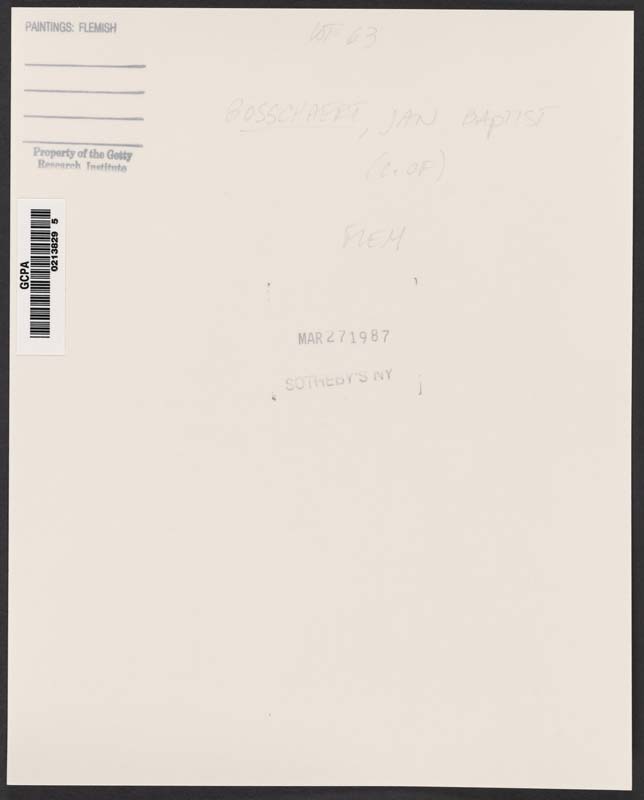 PAINTINGS: FLEMISH
LOT 63
GOSSCHAERT, JAN BAPTIST
(C. OF)
Property of the Getty
Research Institute
FLEM
GCPA
0213829 5
MAR 27 1987
SOTHEBY'S NY